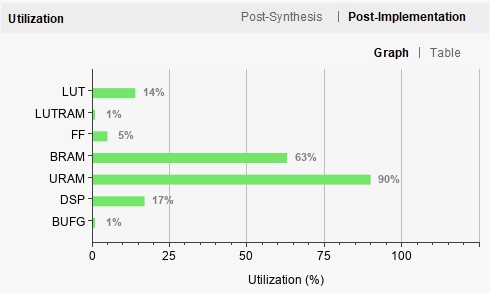 Utilization Post-Synthesis | Post-Implementation
Graph | Table
LUT 14%
LUTRAM 1%
FF 5%
BRAM 63%
URAM 90%
DSP 17%
BUFG 1%
0 25 50 75 100
Utilization (%)